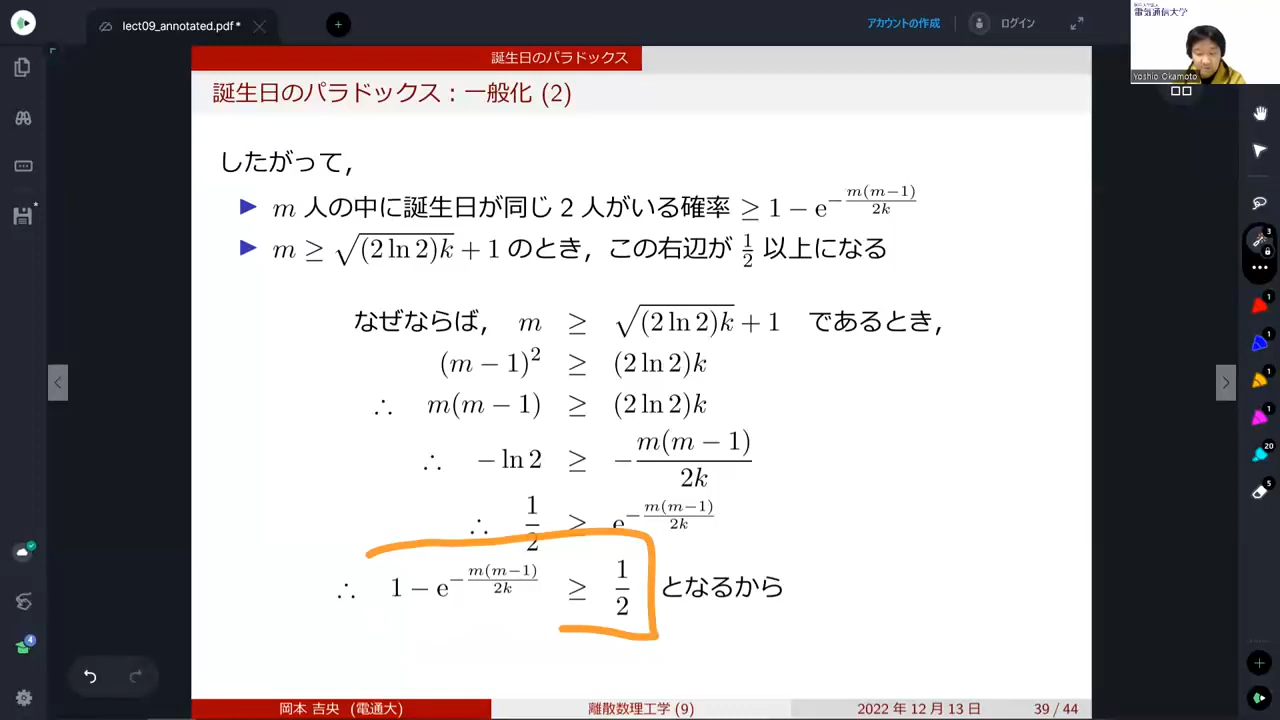 lect09_annotated.pdf*
アカウントの作成
ログイン
電気通信大学
Yoshio Okamoto
誕生日のパラドックス
誕生日のパラドックス : 一般化 (2)
したがって,
▶ m 人の中に誕生日が同じ 2 人がいる確率 ≥ 1 − e^{−m(m−1)/2k}
▶ m ≥ √(2 ln 2)k + 1 のとき, この右辺が 1/2 以上になる
なぜならば, m ≥ √(2 ln 2)k + 1 であるとき,
(m − 1)² ≥ (2 ln 2)k
∴ m(m − 1) ≥ (2 ln 2)k
∴ − ln 2 ≥ − m(m − 1)/2k
∴ 1/2 ≥ e^{−m(m−1)/2k}
∴ 1 − e^{−m(m−1)/2k} ≥ 1/2 となるから
岡本 吉央 (電通大)
離散数理工学 (9)
2022 年 12 月 13 日
39 / 44
3
1
1
1
1
20
5
4